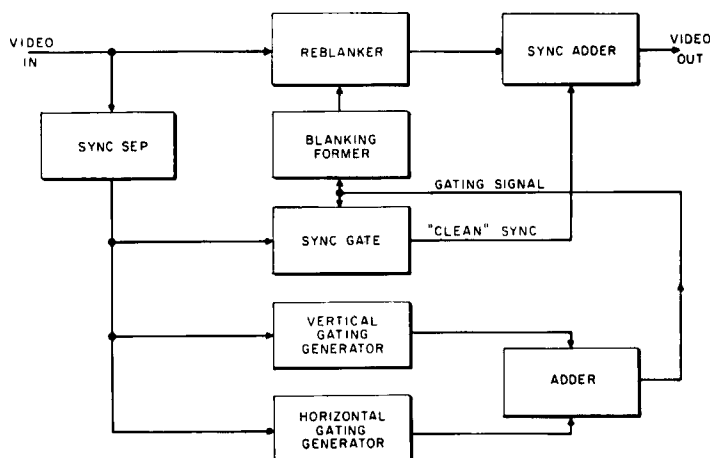 VIDEO
IN
REBLANKER
SYNC ADDER
VIDEO
OUT
SYNC SEP
BLANKING
FORMER
GATING SIGNAL
SYNC GATE
"CLEAN" SYNC
VERTICAL
GATING
GENERATOR
ADDER
HORIZONTAL
GATING
GENERATOR